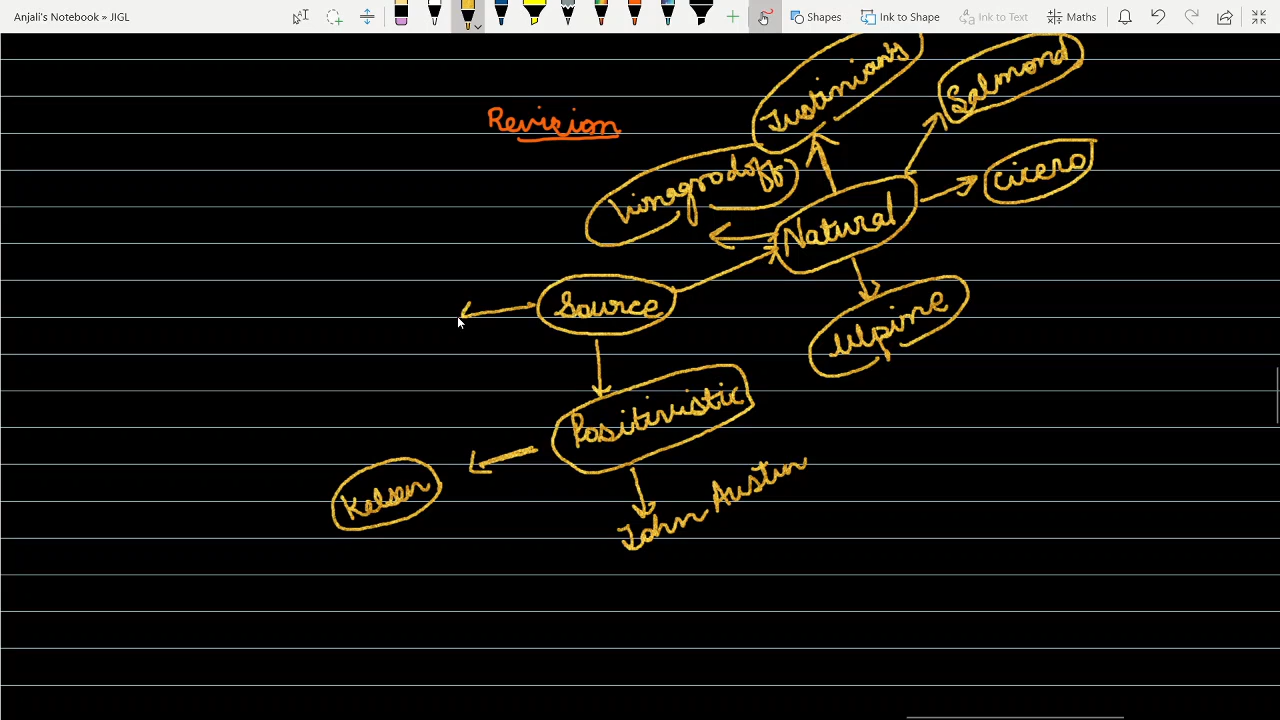 Anjali's Notebook » JIGL
Shapes
Ink to Shape
Ink to Text
Maths
Revision
Justinian's
Salmond
cicero
Natural
Source
Ulpine
Positivistic
Kelsen
John Austin